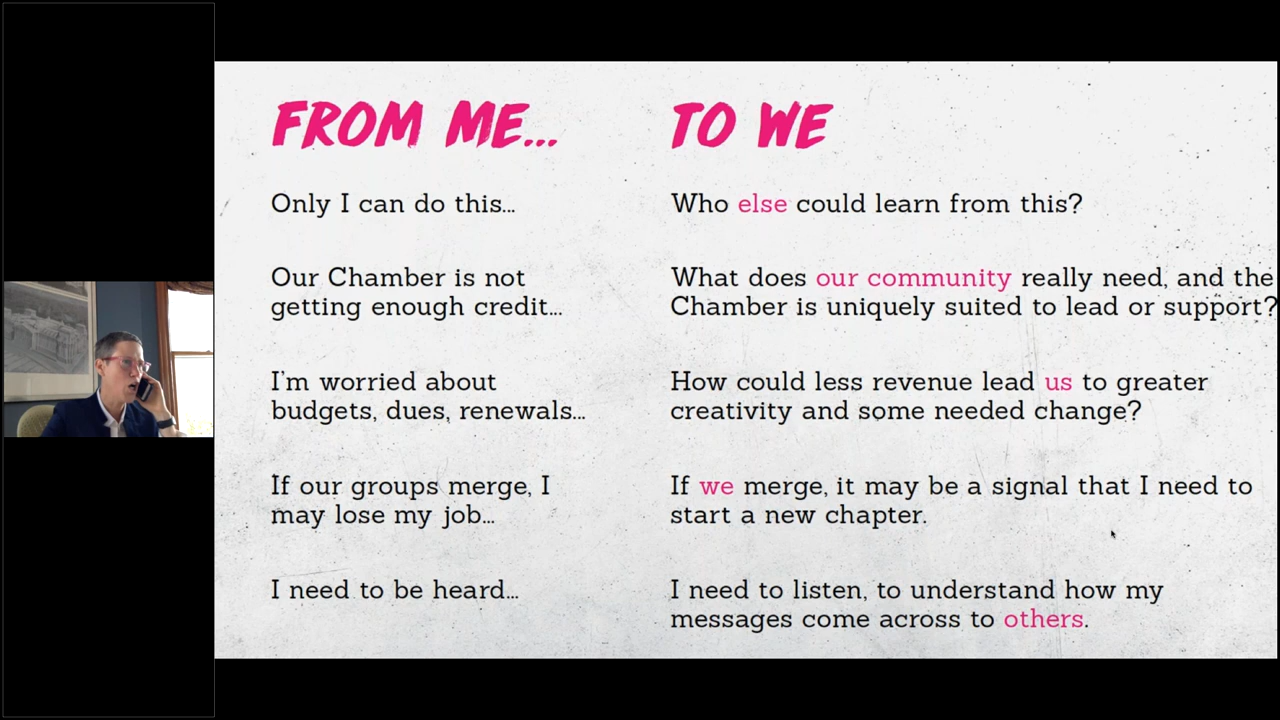 FROM ME...
TO WE
Only I can do this...
Who else could learn from this?
Our Chamber is not
getting enough credit...
What does our community really need, and the
Chamber is uniquely suited to lead or support?
I'm worried about
budgets, dues, renewals...
How could less revenue lead us to greater
creativity and some needed change?
If our groups merge, I
may lose my job...
If we merge, it may be a signal that I need to
start a new chapter.
I need to be heard...
I need to listen, to understand how my
messages come across to others.